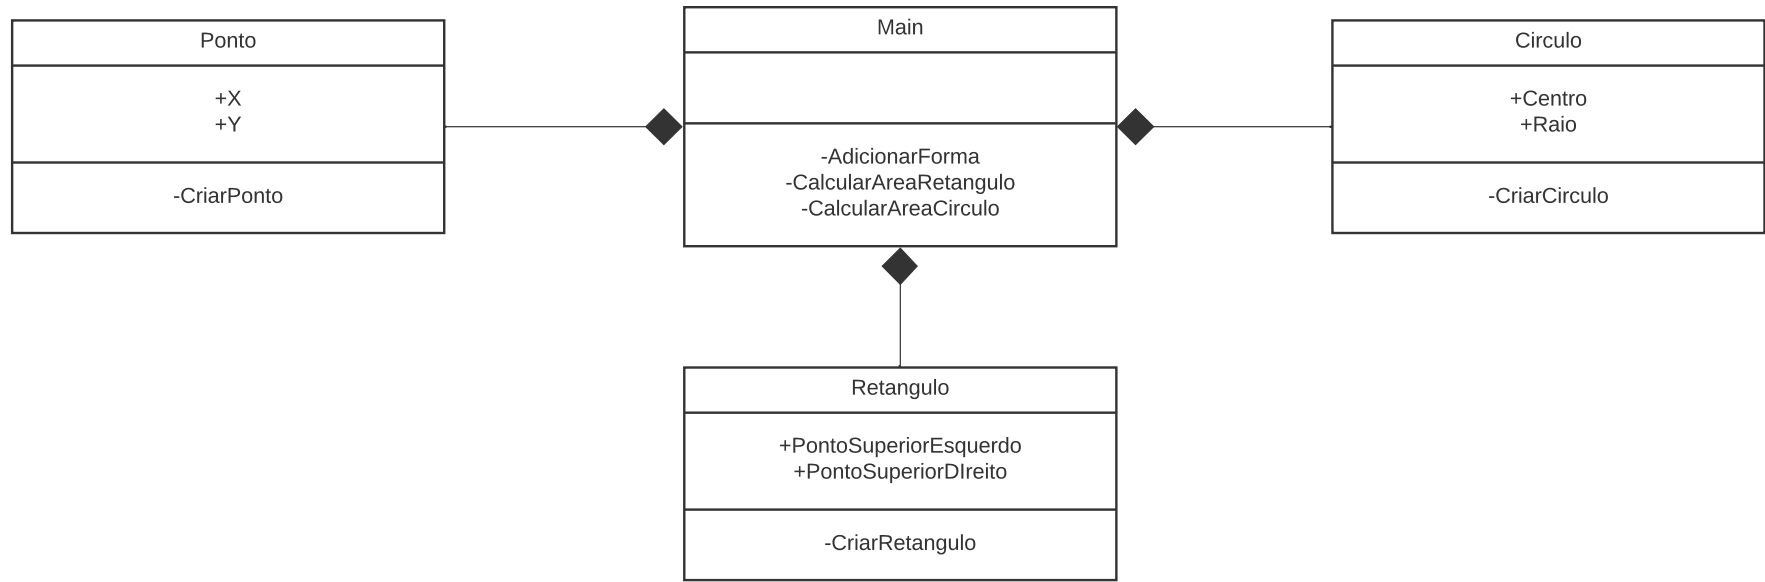 Ponto
+X
+Y
-CriarPonto
Main
-AdicionarForma
-CalcularAreaRetangulo
-CalcularAreaCirculo
Circulo
+Centro
+Raio
-CriarCirculo
Retangulo
+PontoSuperiorEsquerdo
+PontoSuperiorDIreito
-CriarRetangulo